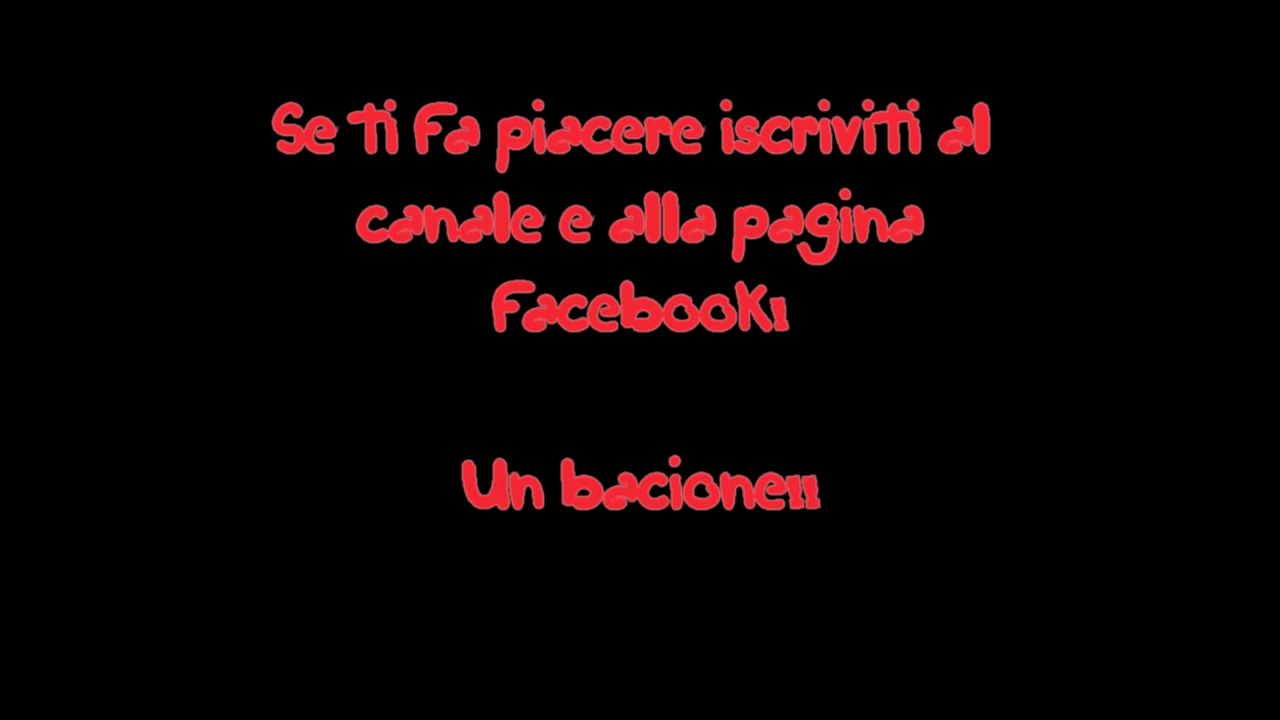 Se ti fa piacere iscriviti al
canale e alla pagina
Facebook!
Un bacione!!